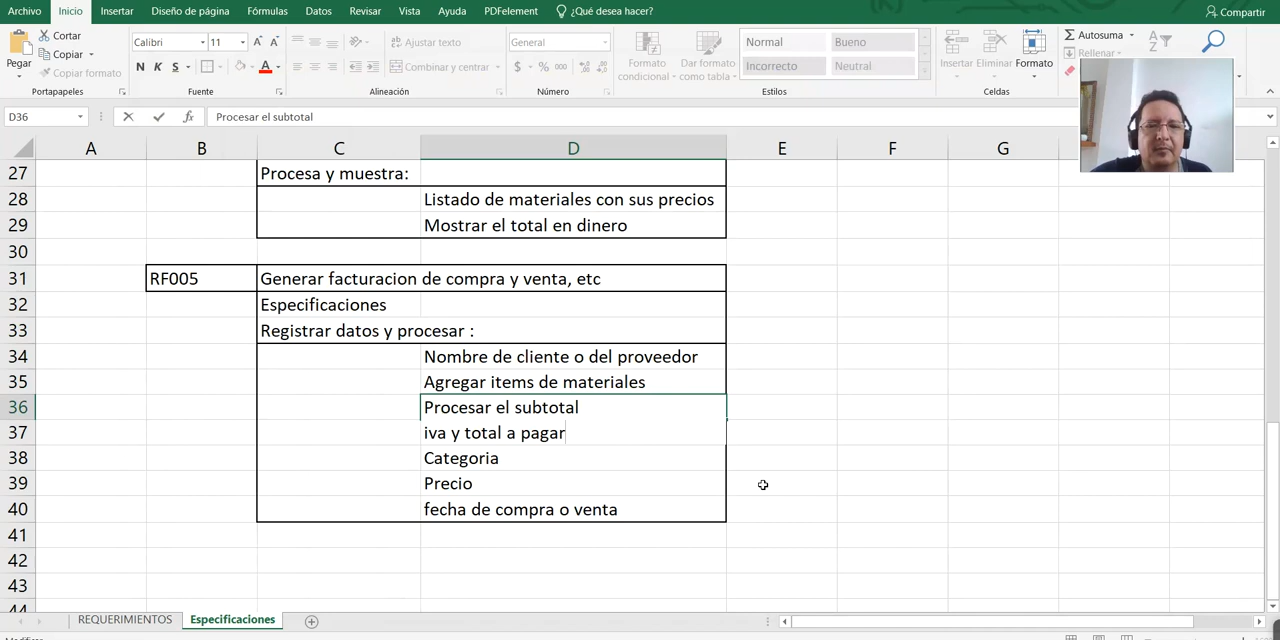 Archivo Inicio Insertar Diseño de página Fórmulas Datos Revisar Vista Ayuda PDFelement ¿Qué desea hacer? Compartir
Cortar
Copiar
Copiar formato
Pegar
Portapapeles
Calibri 11
N K S
Fuente
Ajustar texto
Combinar y centrar
Alineación
General
$ % 000
Número
Formato condicional
Dar formato como tabla
Normal Bueno
Incorrecto Neutral
Estilos
Insertar Eliminar Formato
Celdas
Autosuma
Rellenar
D36 Procesar el subtotal
A B C D E F G
27 Procesa y muestra:
28 Listado de materiales con sus precios
29 Mostrar el total en dinero
30
31 RF005 Generar facturacion de compra y venta, etc
32 Especificaciones
33 Registrar datos y procesar :
34 Nombre de cliente o del proveedor
35 Agregar items de materiales
36 Procesar el subtotal
37 iva y total a pagar
38 Categoria
39 Precio
40 fecha de compra o venta
41
42
43
44
REQUERIMIENTOS Especificaciones